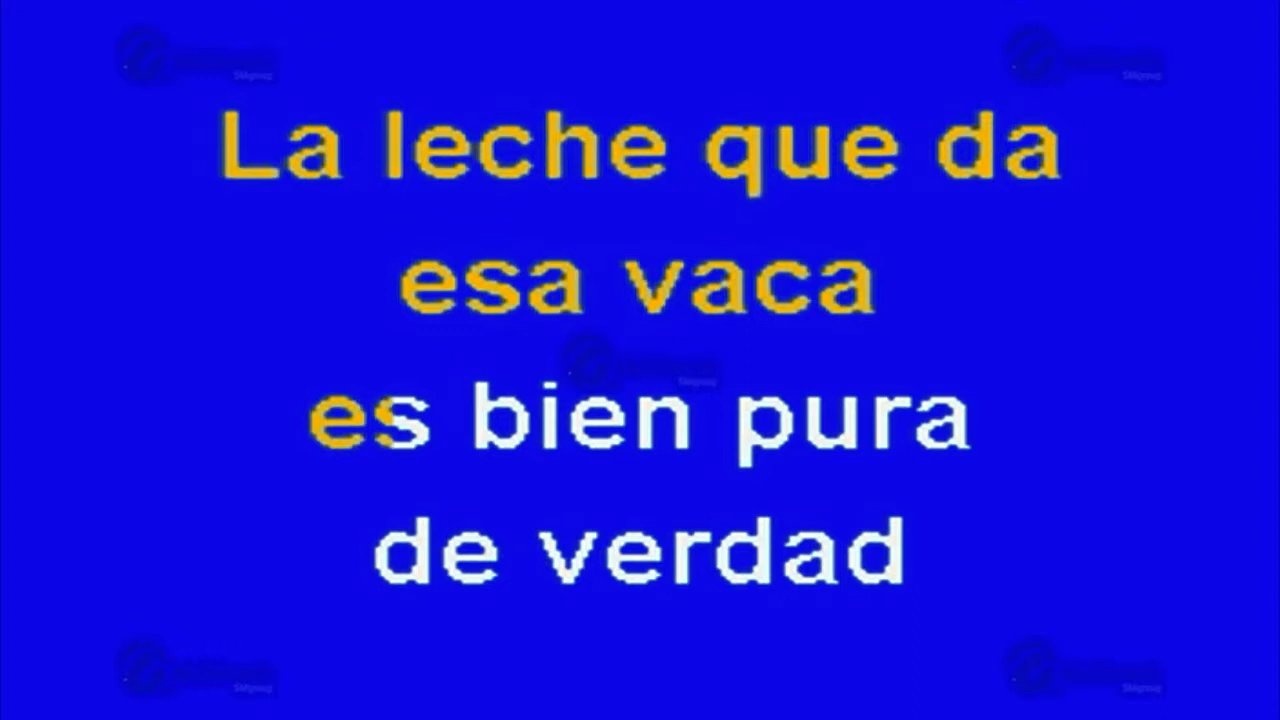 La leche que da
esa vaca
es bien pura
de verdad